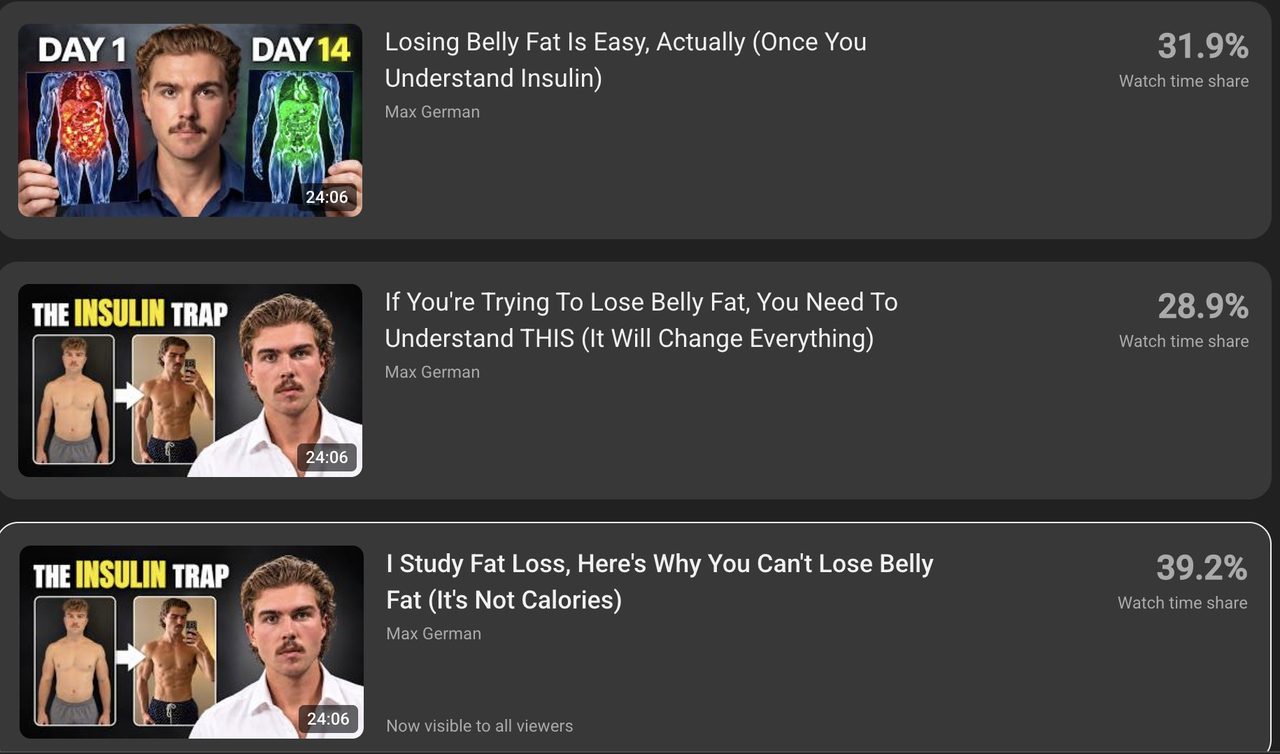 DAY 1
DAY 14
24:06
Losing Belly Fat Is Easy, Actually (Once You
Understand Insulin)
Max German
31.9%
Watch time share
THE INSULIN TRAP
24:06
If You're Trying To Lose Belly Fat, You Need To
Understand THIS (It Will Change Everything)
Max German
28.9%
Watch time share
THE INSULIN TRAP
24:06
I Study Fat Loss, Here's Why You Can't Lose Belly
Fat (It's Not Calories)
Max German
Now visible to all viewers
39.2%
Watch time share